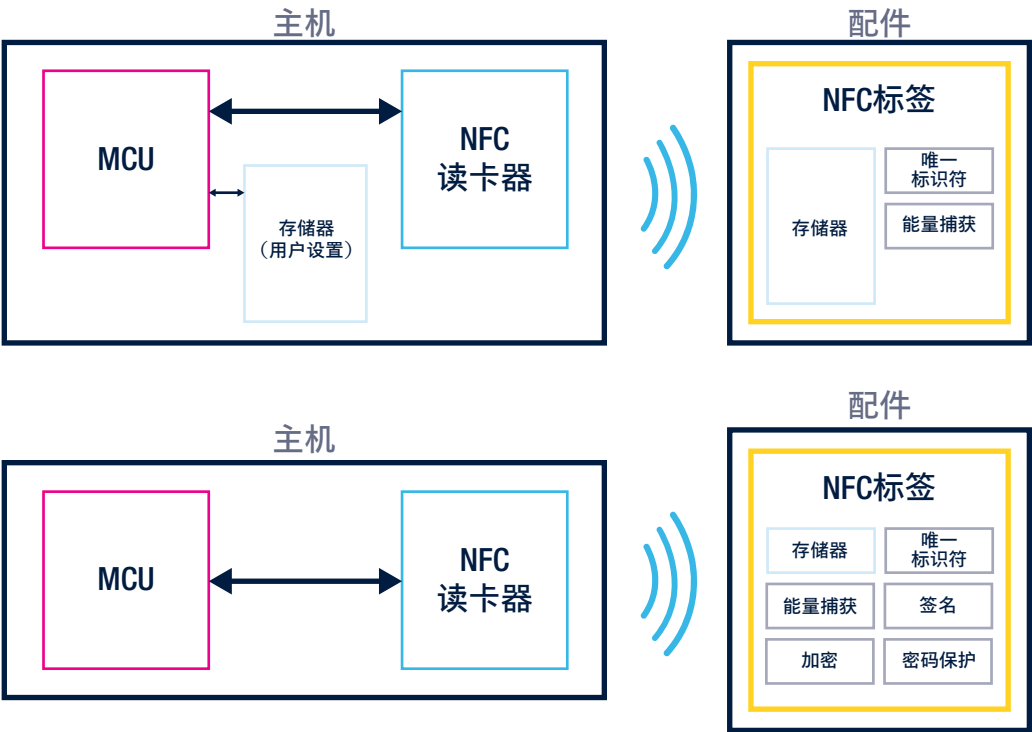 主机
配件
MCU
NFC
读卡器
存储器
（用户设置）
NFC标签
存储器
唯一
标识符
能量捕获
主机
配件
MCU
NFC
读卡器
NFC标签
存储器
唯一
标识符
能量捕获
签名
加密
密码保护